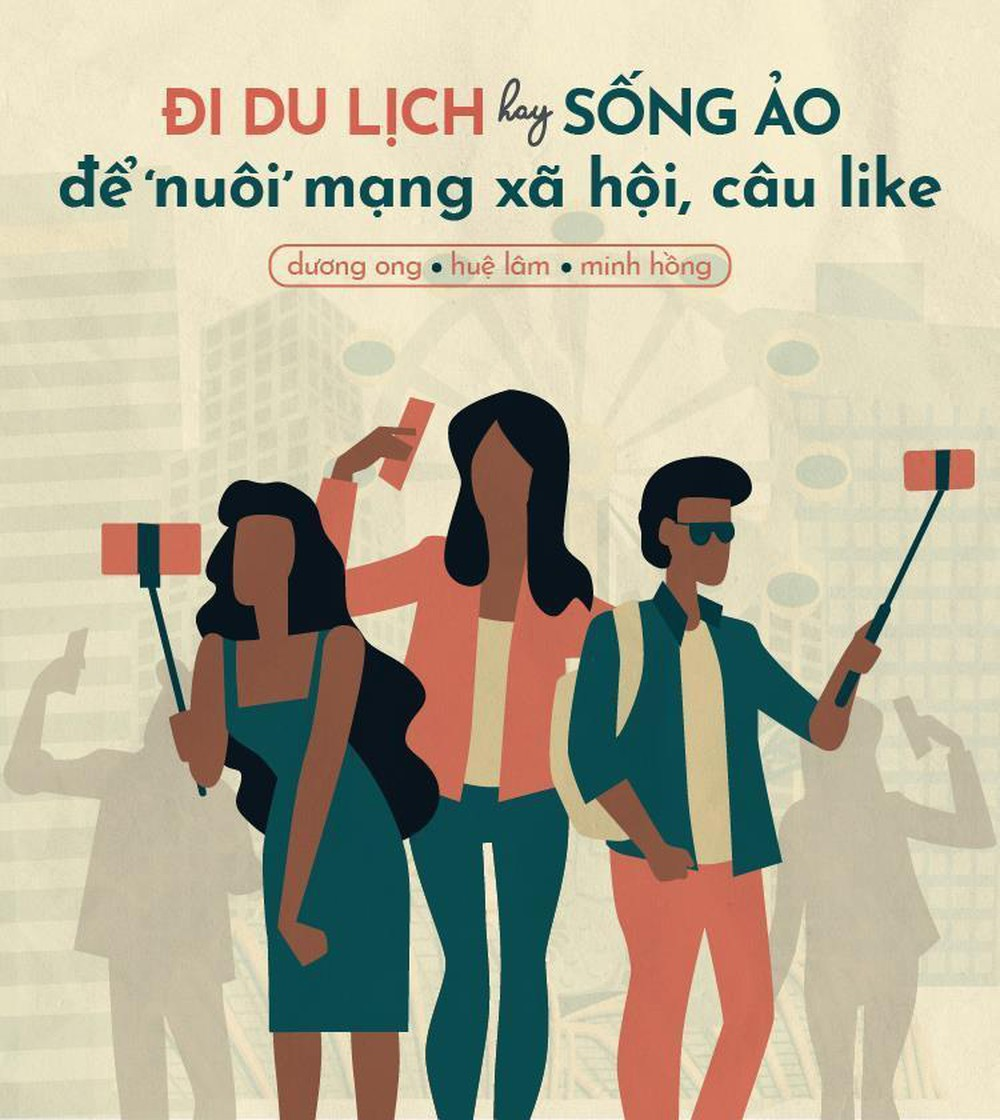 ĐI DU LỊCH hay SỐNG ẢO
để ‘nuôi’ mạng xã hội, câu like
dương ong • huệ lâm • minh hồng